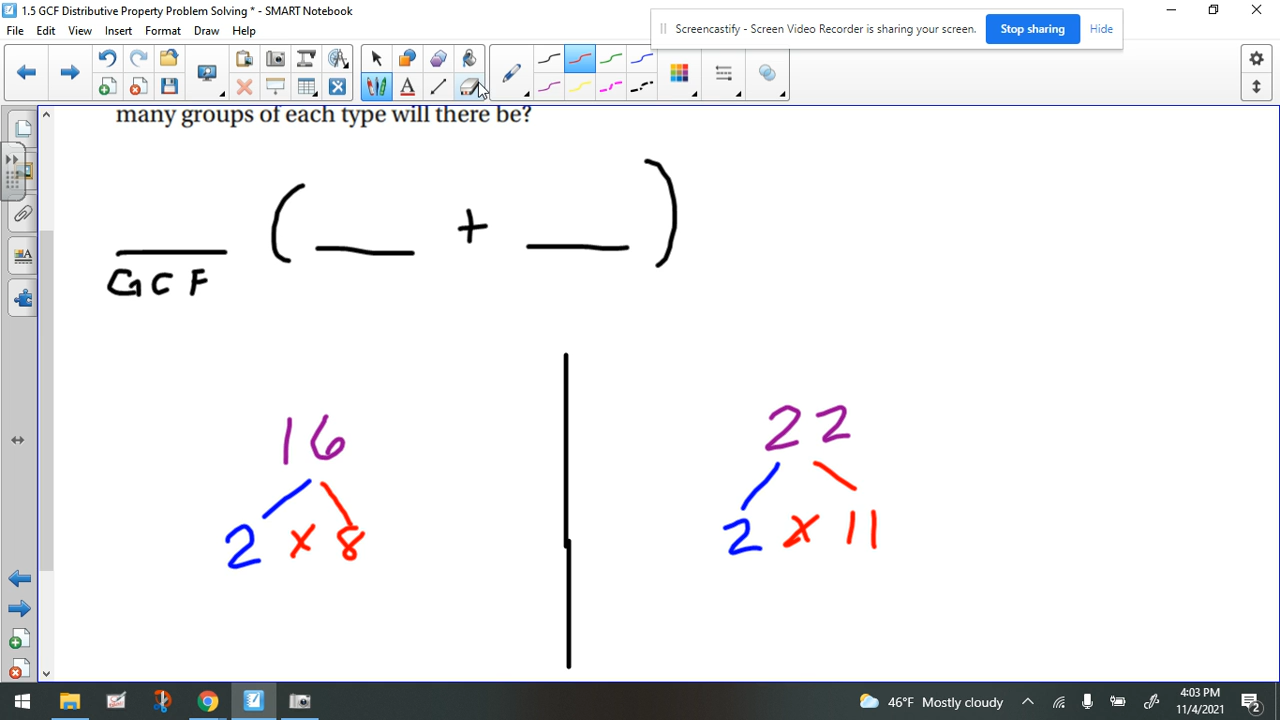 1.5 GCF Distributive Property Problem Solving * - SMART Notebook
Screencastify - Screen Video Recorder is sharing your screen. Stop sharing Hide
File Edit View Insert Format Draw Help
many groups of each type will there be?
( + )
GCF
16 22
2 x 8 2 x 11
46°F Mostly cloudy
4:03 PM
11/4/2021
2